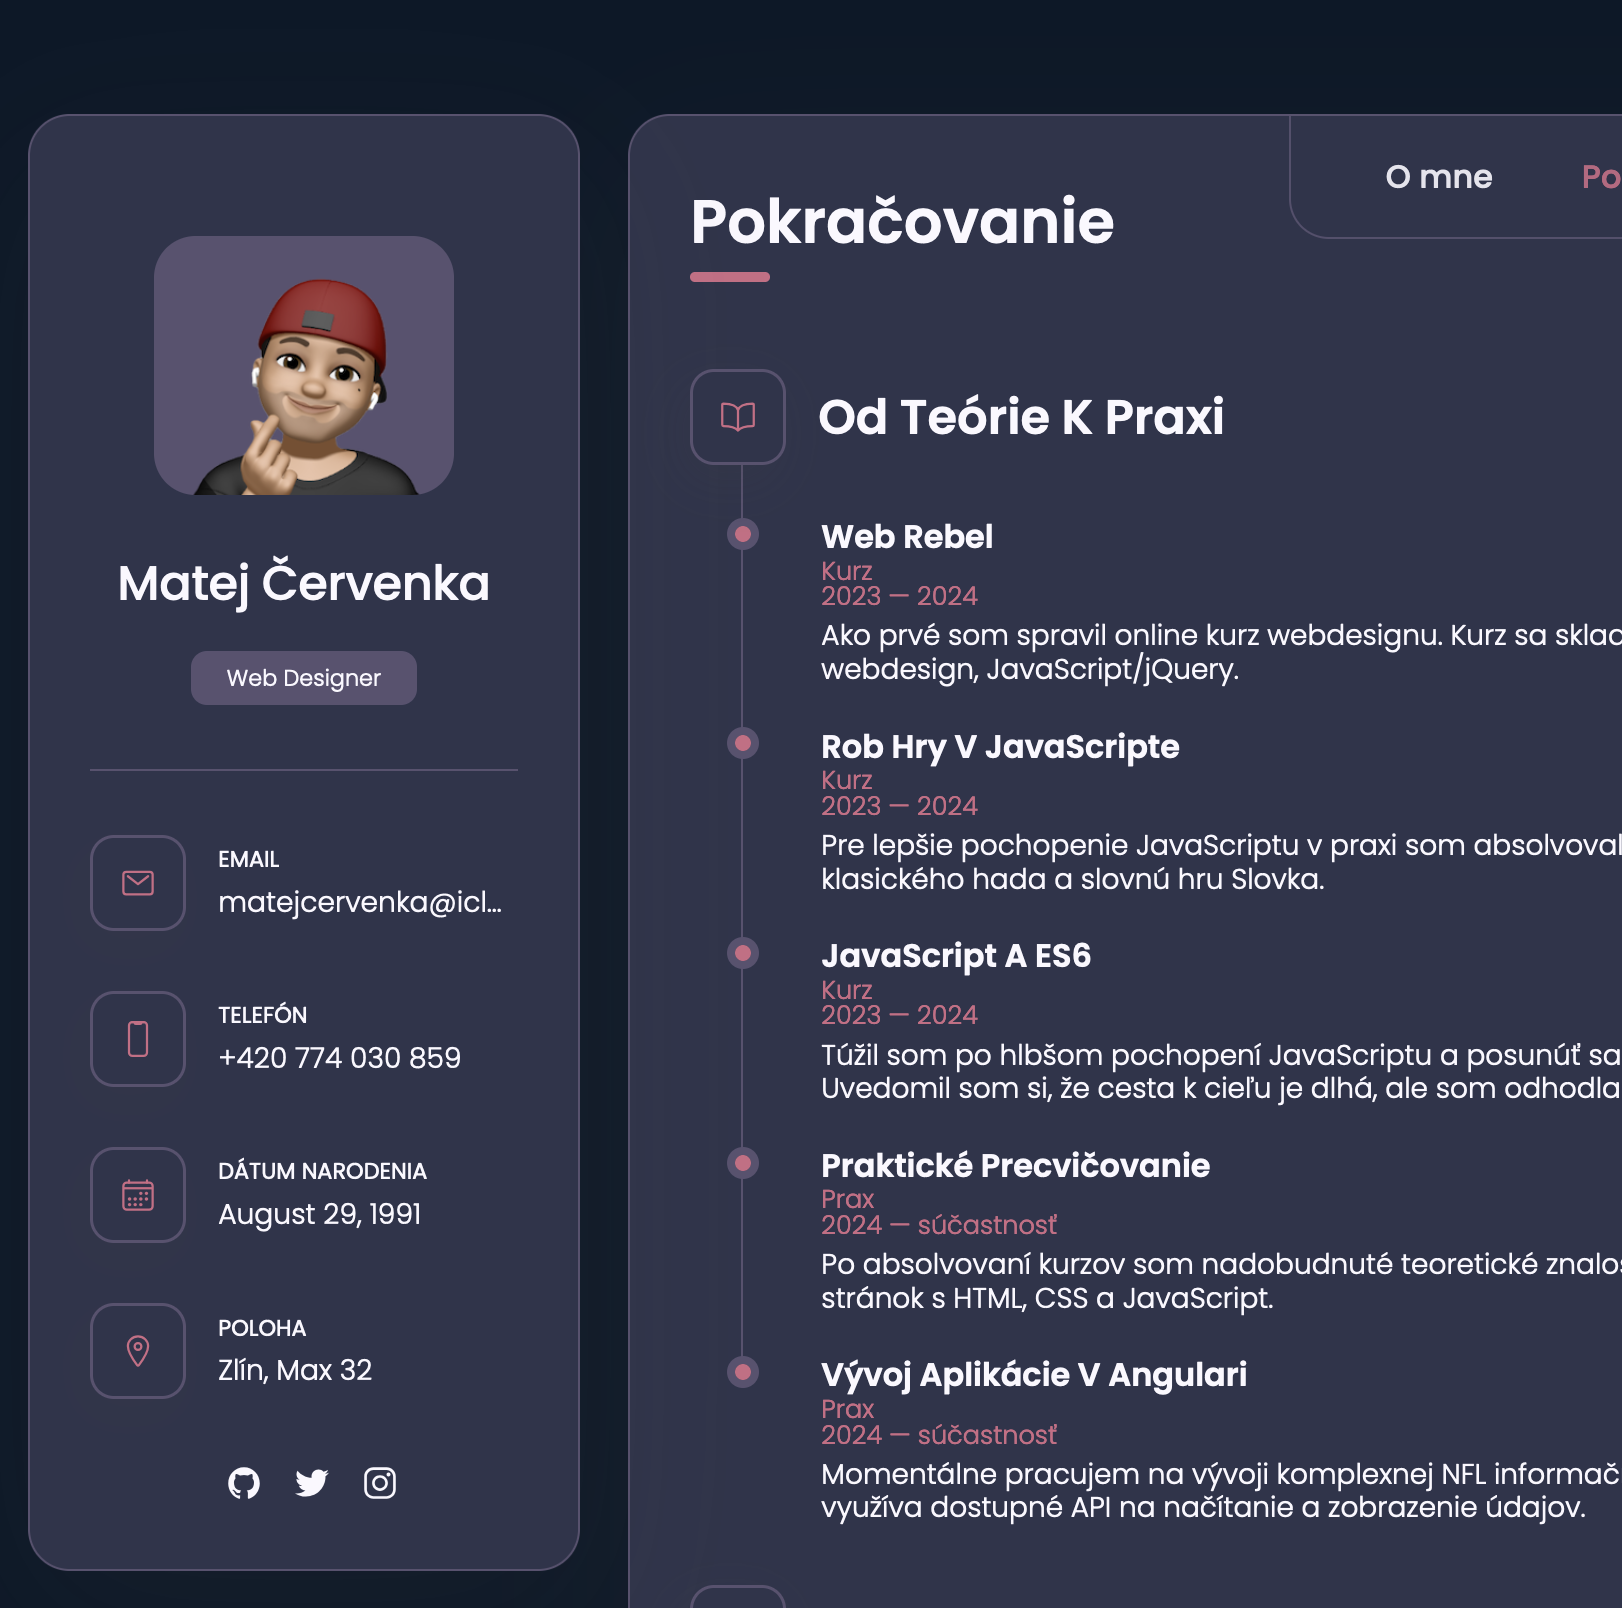 Matej Červenka
Web Designer
EMAIL
matejcervenka@icl...
TELEFÓN
+420 774 030 859
DÁTUM NARODENIA
August 29, 1991
POLOHA
Zlín, Max 32
O mne
Po
Pokračovanie
Od Teórie K Praxi
Web Rebel
Kurz
2023 — 2024
Ako prvé som spravil online kurz webdesignu. Kurz sa sklad
webdesign, JavaScript/jQuery.
Rob Hry V JavaScripte
Kurz
2023 — 2024
Pre lepšie pochopenie JavaScriptu v praxi som absolvoval
klasického hada a slovnú hru Slovka.
JavaScript A ES6
Kurz
2023 — 2024
Túžil som po hlbšom pochopení JavaScriptu a posunúť sa
Uvedomil som si, že cesta k cieľu je dlhá, ale som odhodla
Praktické Precvičovanie
Prax
2024 — súčastnosť
Po absolvovaní kurzov som nadobudnuté teoretické znalos
stránok s HTML, CSS a JavaScript.
Vývoj Aplikácie V Angulari
Prax
2024 — súčastnosť
Momentálne pracujem na vývoji komplexnej NFL informač
využíva dostupné API na načítanie a zobrazenie údajov.